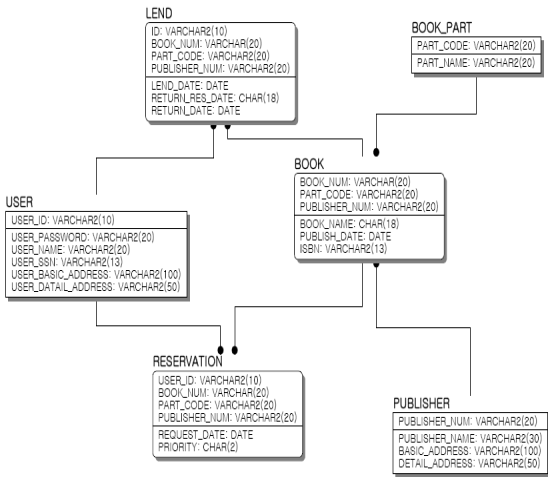 LEND
ID: VARCHAR2(10)
BOOK_NUM: VARCHAR(20)
PART_CODE: VARCHAR2(20)
PUBLISHER_NUM: VARCHAR2(20)
LEND_DATE: DATE
RETURN_RES_DATE: CHAR(18)
RETURN_DATE: DATE
BOOK_PART
PART_CODE: VARCHAR2(20)
PART_NAME: VARCHAR2(20)
BOOK
BOOK_NUM: VARCHAR(20)
PART_CODE: VARCHAR2(20)
PUBLISHER_NUM: VARCHAR2(20)
BOOK_NAME: CHAR(18)
PUBLISH_DATE: DATE
ISBN: VARCHAR2(13)
USER
USER_ID: VARCHAR2(10)
USER_PASSWORD: VARCHAR2(20)
USER_NAME: VARCHAR2(20)
USER_SSN: VARCHAR2(13)
USER_BASIC_ADDRESS: VARCHAR2(100)
USER_DATAIL_ADDRESS: VARCHAR2(50)
RESERVATION
USER_ID: VARCHAR2(10)
BOOK_NUM: VARCHAR(20)
PART_CODE: VARCHAR2(20)
PUBLISHER_NUM: VARCHAR2(20)
REQUEST_DATE: DATE
PRIORITY: CHAR(2)
PUBLISHER
PUBLISHER_NUM: VARCHAR2(20)
PUBLISHER_NAME: VARCHAR2(30)
BASIC_ADDRESS: VARCHAR2(100)
DETAIL_ADDRESS: VARCHAR2(50)